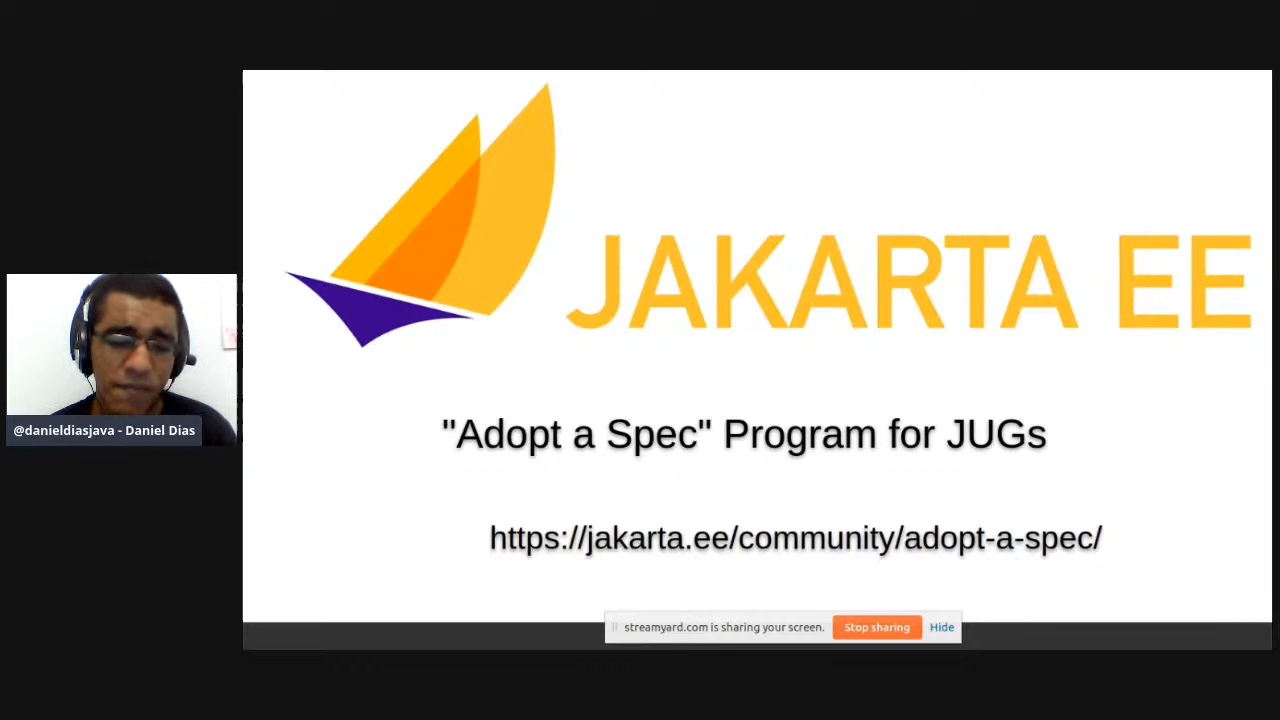 JAKARTA EE
@danieldiasjava - Daniel Dias
"Adopt a Spec" Program for JUGs
https://jakarta.ee/community/adopt-a-spec/
streamyard.com is sharing your screen. Stop sharing Hide